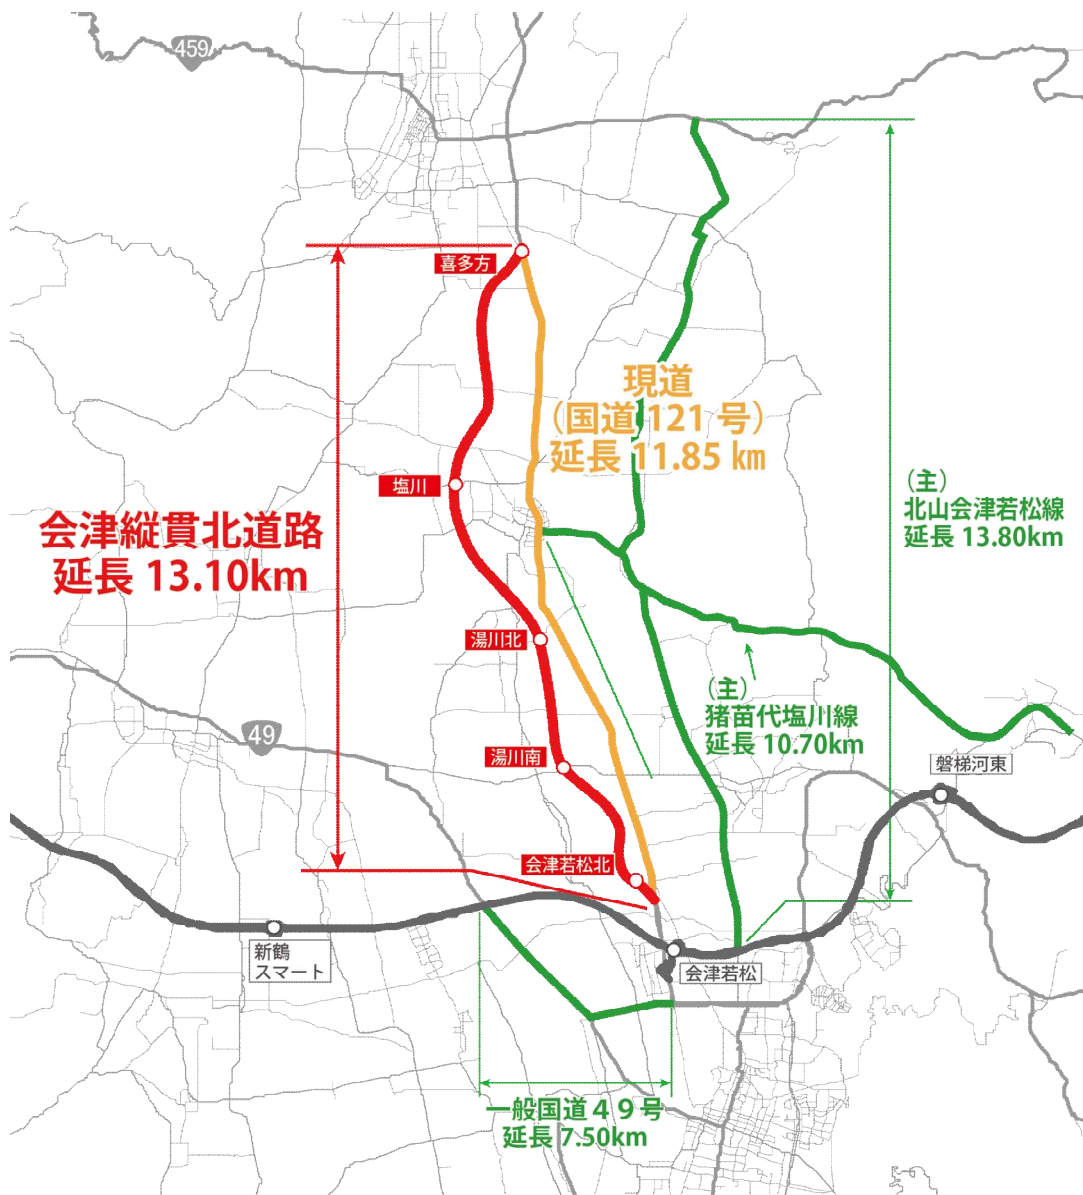 459
喜多方
現道
（国道 121 号）
延長 11.85 ㎞
塩川
（主）
北山会津若松線
延長 13.80km
会津縦貫北道路
延長 13.10km
湯川北
（主）
猪苗代塩川線
延長 10.70km
49
湯川南
磐梯河東
会津若松北
新鶴
スマート
会津若松
一般国道４９号
延長 7.50km